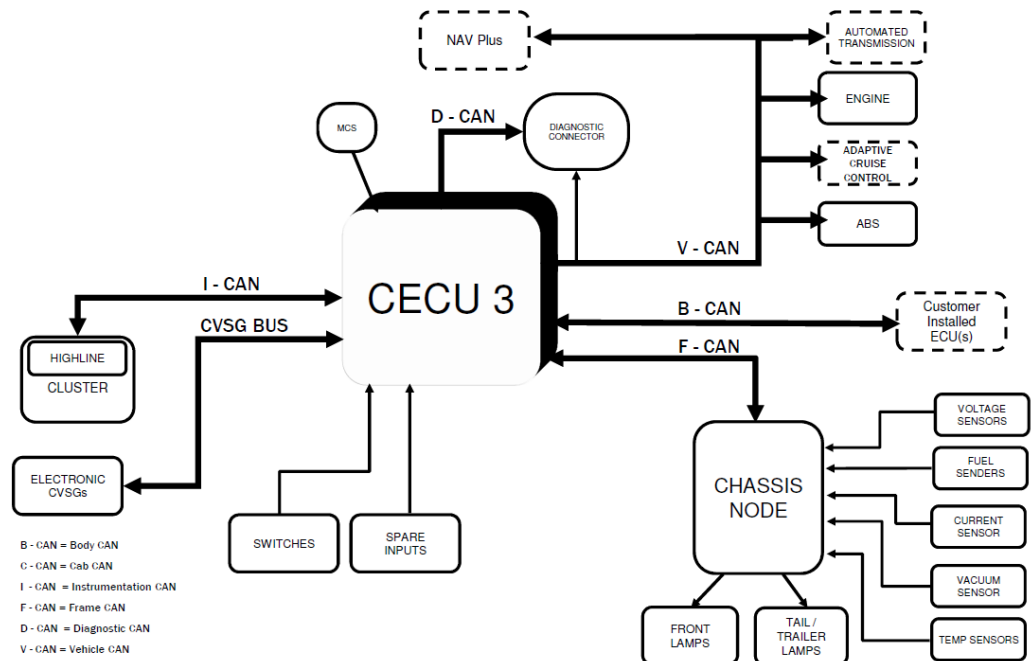 NAV Plus
AUTOMATED
TRANSMISSION
ENGINE
MCS
D - CAN
DIAGNOSTIC
CONNECTOR
ADAPTIVE
CRUISE
CONTROL
ABS
V - CAN
I - CAN
CECU 3
CVSG BUS
B - CAN
Customer
Installed
ECU(s)
F - CAN
HIGHLINE
CLUSTER
ELECTRONIC
CVSGs
SWITCHES
SPARE
INPUTS
CHASSIS
NODE
VOLTAGE
SENSORS
FUEL
SENDERS
CURRENT
SENSOR
VACUUM
SENSOR
TEMP SENSORS
FRONT
LAMPS
TAIL /
TRAILER
LAMPS
B - CAN = Body CAN
C - CAN = Cab CAN
I - CAN = Instrumentation CAN
F - CAN = Frame CAN
D - CAN = Diagnostic CAN
V - CAN = Vehicle CAN